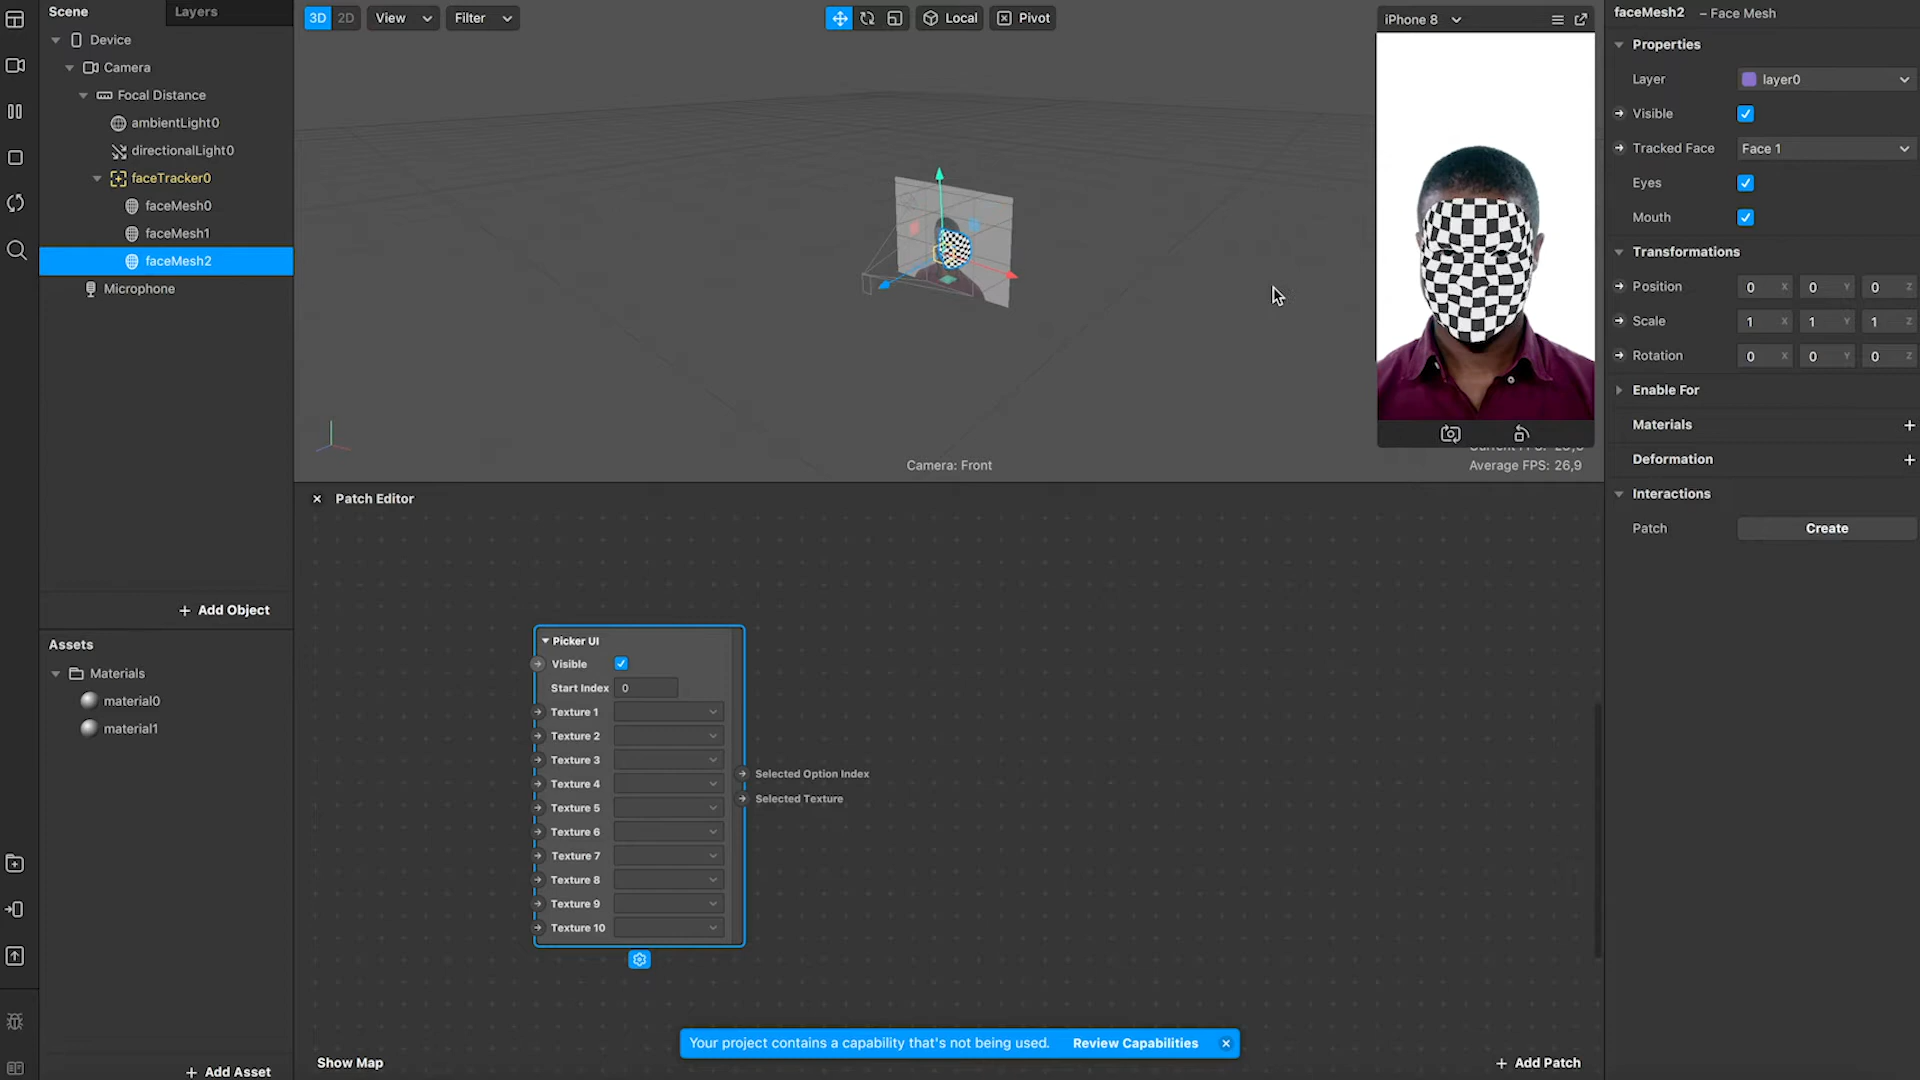 Scene
Layers
Device
Camera
Focal Distance
ambientLight0
directionalLight0
faceTracker0
faceMesh0
faceMesh1
faceMesh2
Microphone
+ Add Object
Assets
Materials
material0
material1
+ Add Asset
3D 2D
View
Filter
Local
Pivot
iPhone 8
Camera: Front
Average FPS: 26,9
Patch Editor
Picker UI
Visible
Start Index 0
Texture 1
Texture 2
Texture 3
Texture 4
Texture 5
Texture 6
Texture 7
Texture 8
Texture 9
Texture 10
Selected Option Index
Selected Texture
Your project contains a capability that's not being used. Review Capabilities
Show Map
+ Add Patch
faceMesh2 – Face Mesh
Properties
Layer layer0
Visible
Tracked Face Face 1
Eyes
Mouth
Transformations
Position 0 X 0 Y 0 Z
Scale 1 X 1 Y 1 Z
Rotation 0 X 0 Y 0 Z
Enable For
Materials +
Deformation +
Interactions
Patch Create